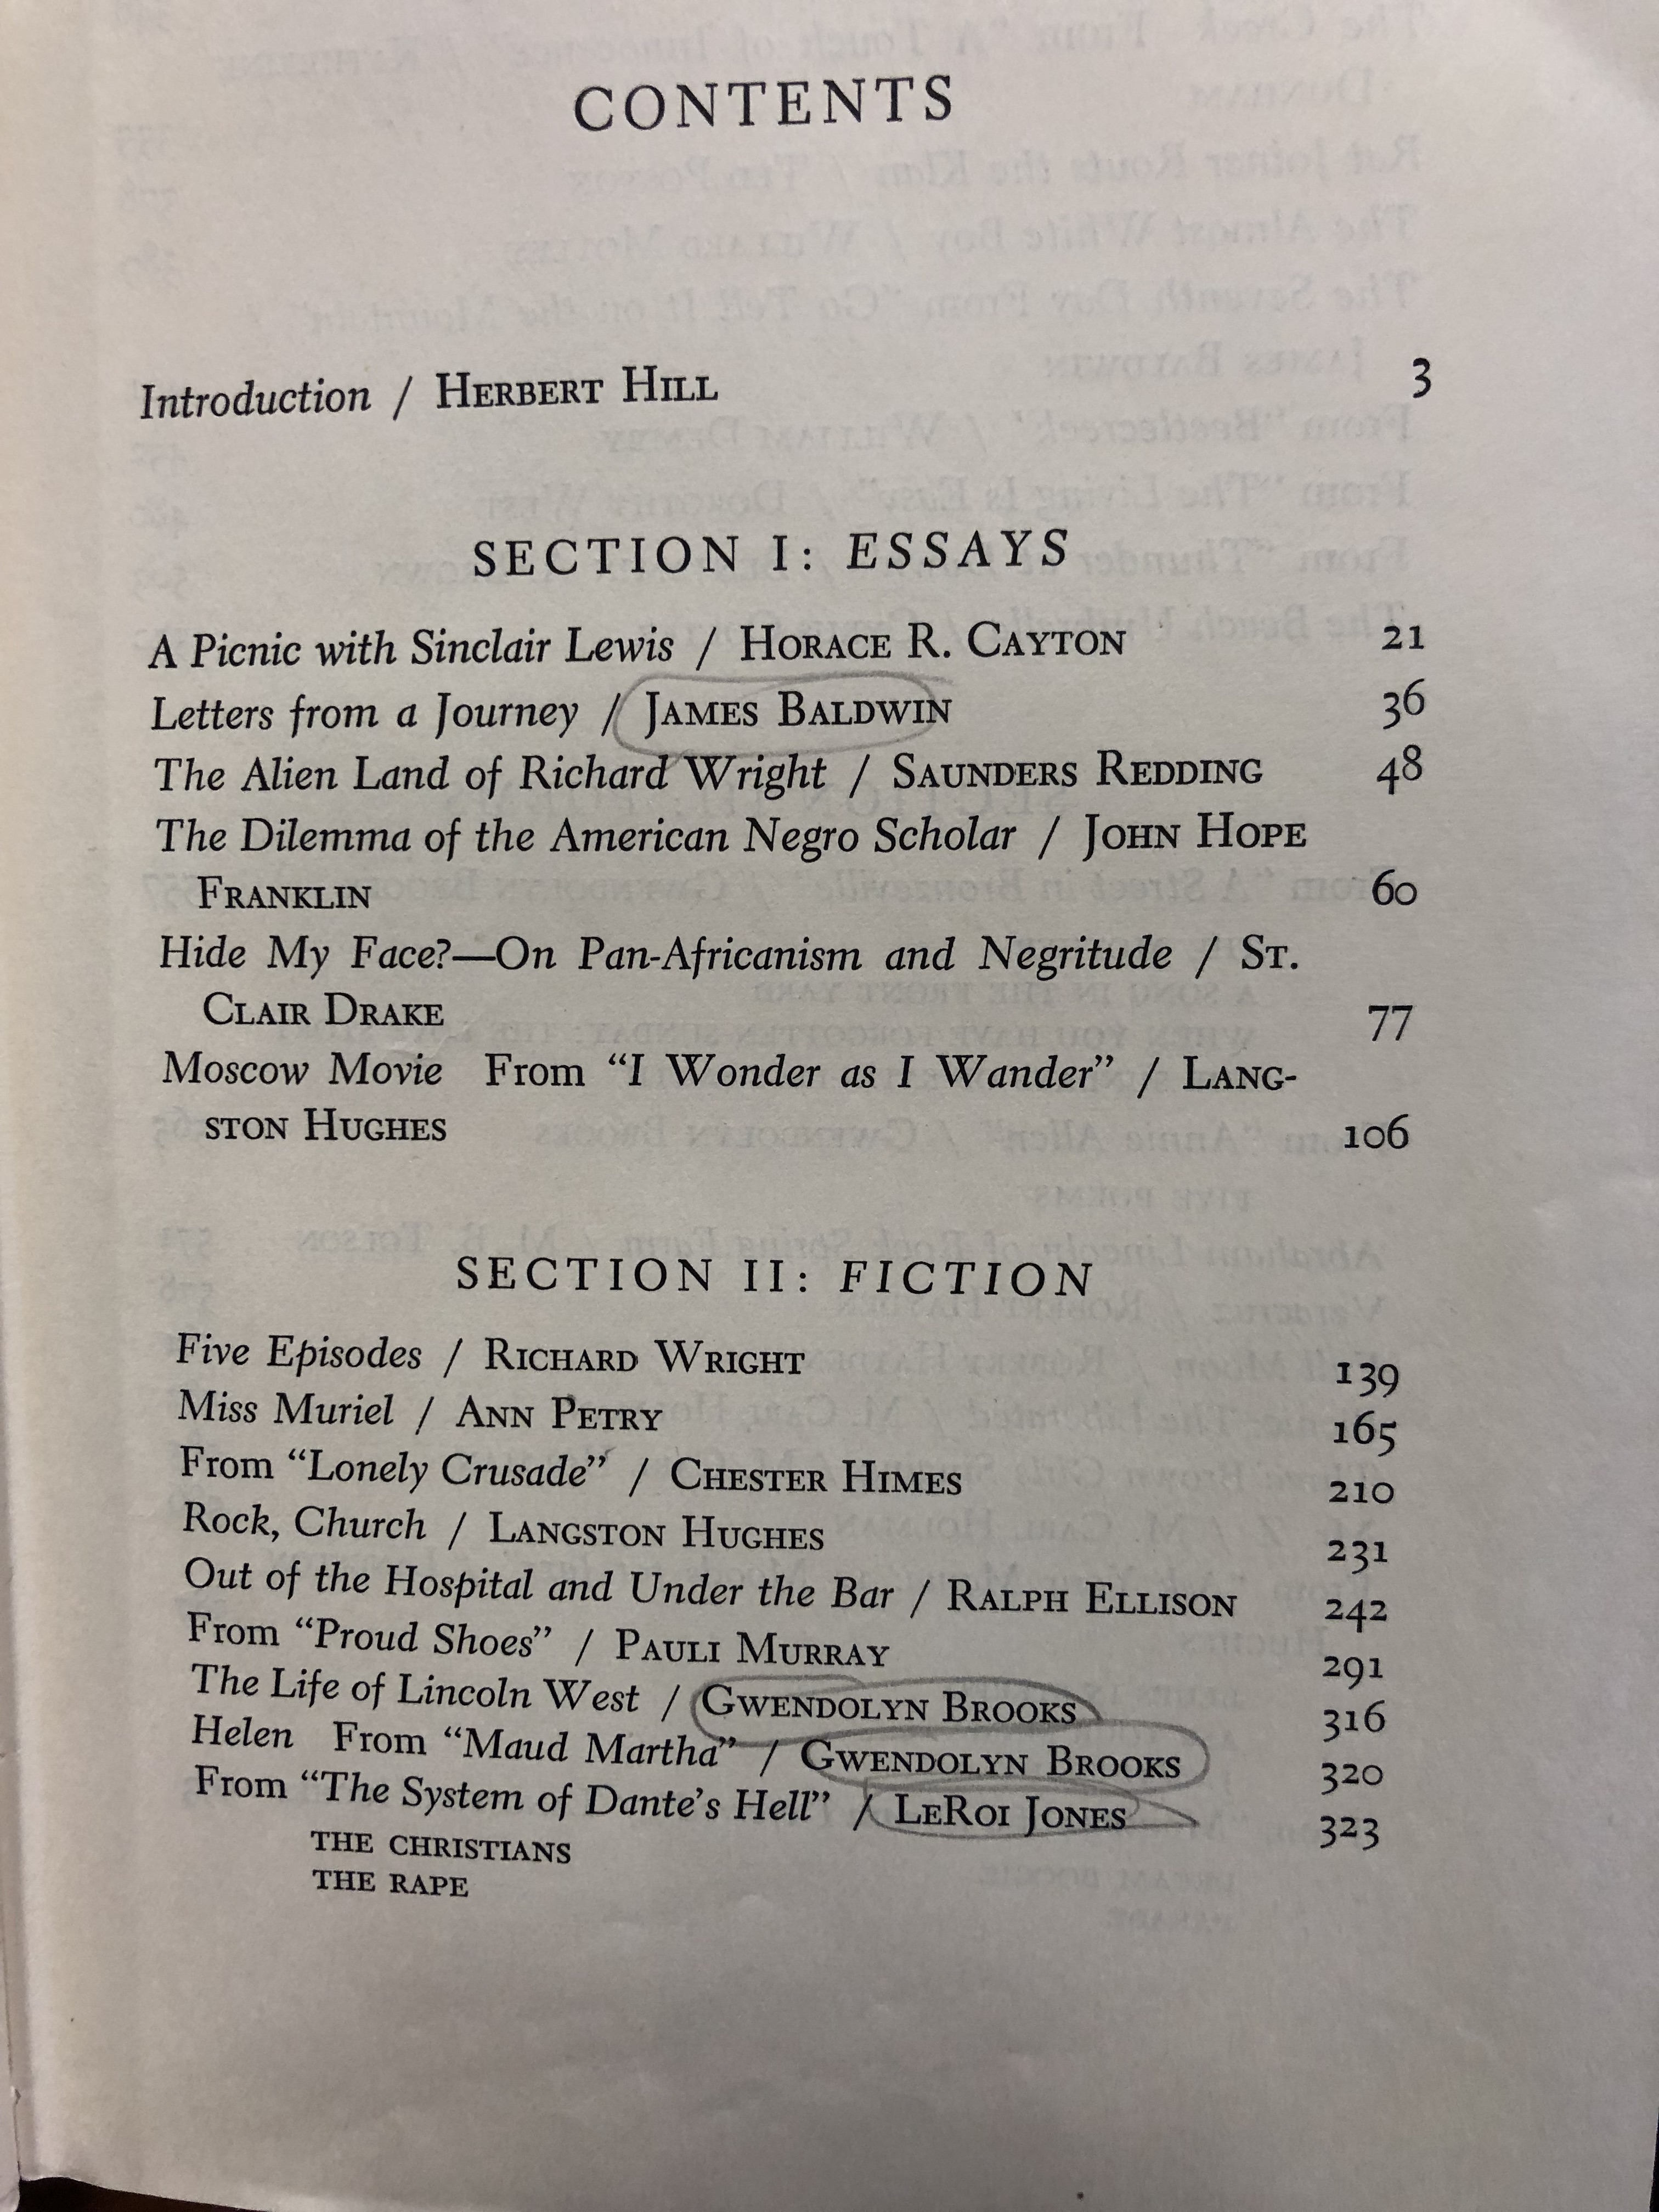 CONTENTS
Introduction / HERBERT HILL 3
SECTION I: ESSAYS
A Picnic with Sinclair Lewis / HORACE R. CAYTON 21
Letters from a Journey / JAMES BALDWIN 36
The Alien Land of Richard Wright / SAUNDERS REDDING 48
The Dilemma of the American Negro Scholar / JOHN HOPE
FRANKLIN 60
Hide My Face?—On Pan-Africanism and Negritude / ST.
CLAIR DRAKE 77
Moscow Movie From “I Wonder as I Wander” / LANG-
STON HUGHES 106
SECTION II: FICTION
Five Episodes / RICHARD WRIGHT 139
Miss Muriel / ANN PETRY 165
From “Lonely Crusade” / CHESTER HIMES 210
Rock, Church / LANGSTON HUGHES 231
Out of the Hospital and Under the Bar / RALPH ELLISON 242
From “Proud Shoes” / PAULI MURRAY 291
The Life of Lincoln West / GWENDOLYN BROOKS 316
Helen From “Maud Martha” / GWENDOLYN BROOKS 320
From “The System of Dante’s Hell” / LEROI JONES 323
THE CHRISTIANS
THE RAPE